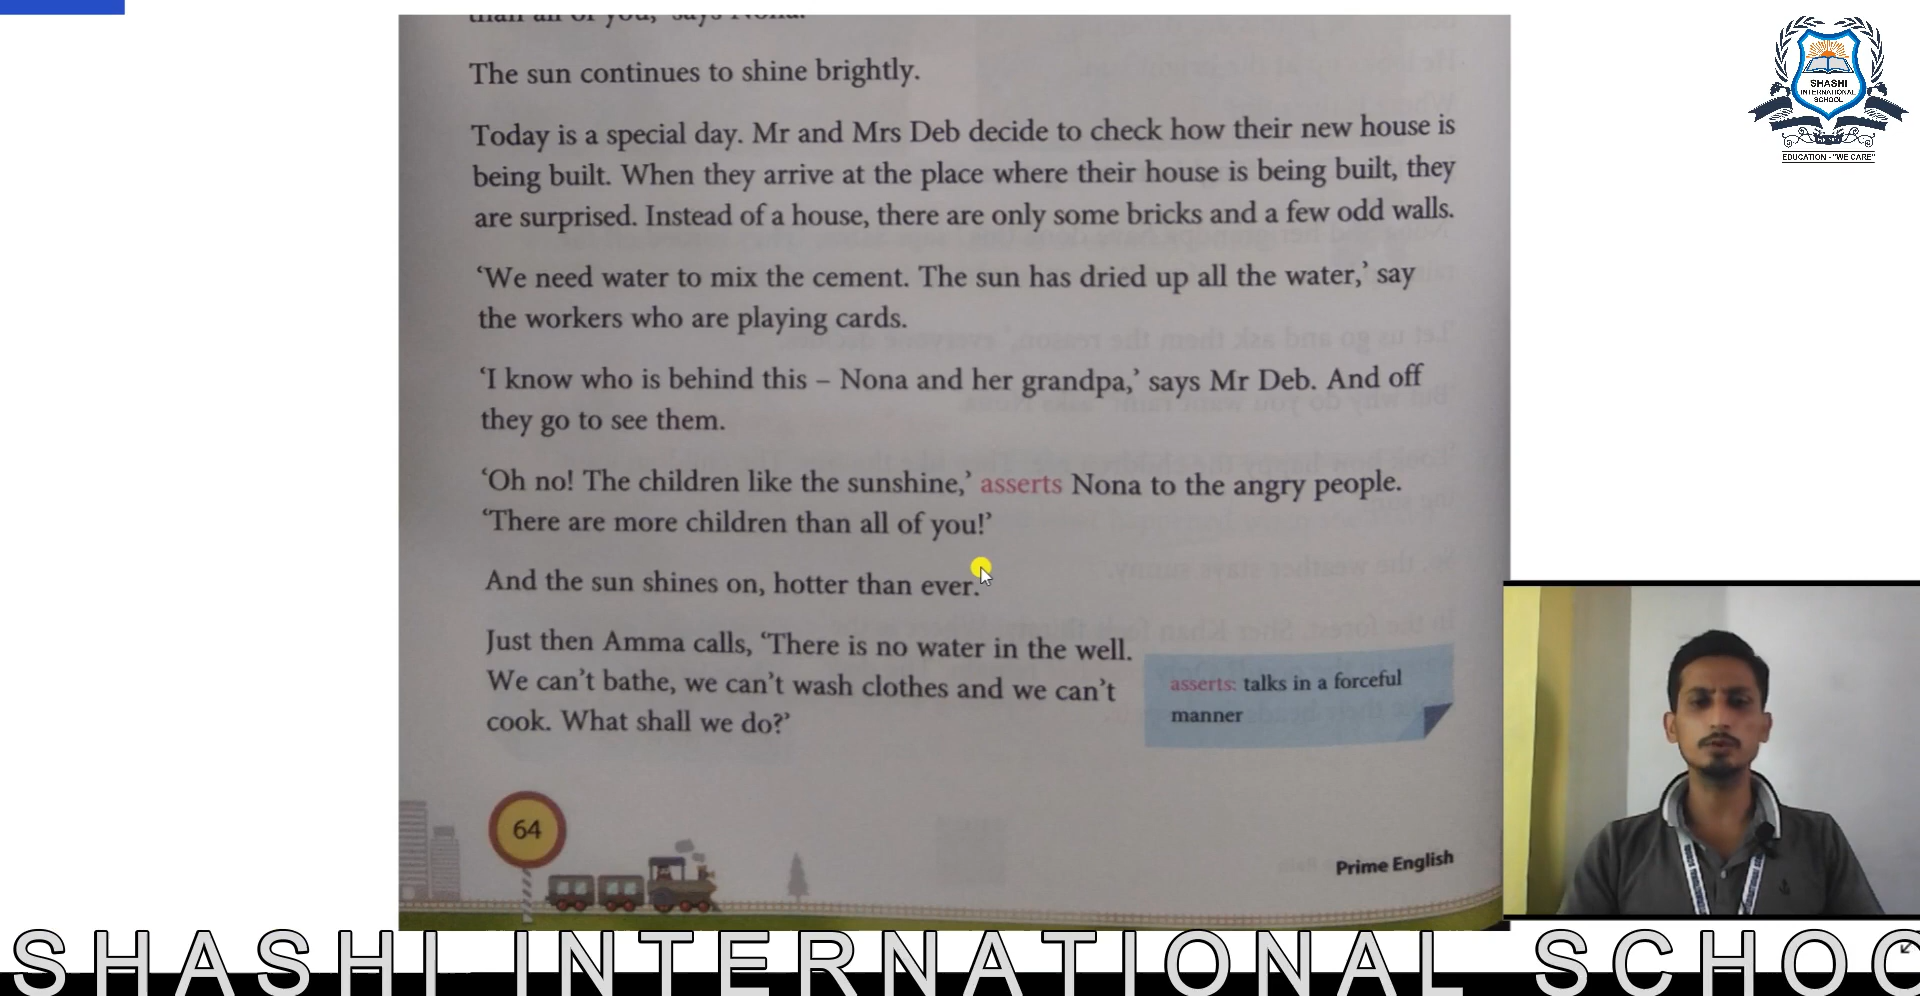 than all of you,' says Nona.
The sun continues to shine brightly.
Today is a special day. Mr and Mrs Deb decide to check how their new house is
being built. When they arrive at the place where their house is being built, they
are surprised. Instead of a house, there are only some bricks and a few odd walls.
‘We need water to mix the cement. The sun has dried up all the water,’ say
the workers who are playing cards.
‘I know who is behind this – Nona and her grandpa,’ says Mr Deb. And off
they go to see them.
‘Oh no! The children like the sunshine,’ asserts Nona to the angry people.
‘There are more children than all of you!’
And the sun shines on, hotter than ever.
Just then Amma calls, ‘There is no water in the well.
We can’t bathe, we can’t wash clothes and we can’t
cook. What shall we do?’
asserts: talks in a forceful
manner
64
Prime English
SHASHI
INTERNATIONAL
SCHOOL
EDUCATION - "WE CARE"
SHASHI INTERNATIONAL SCHOO